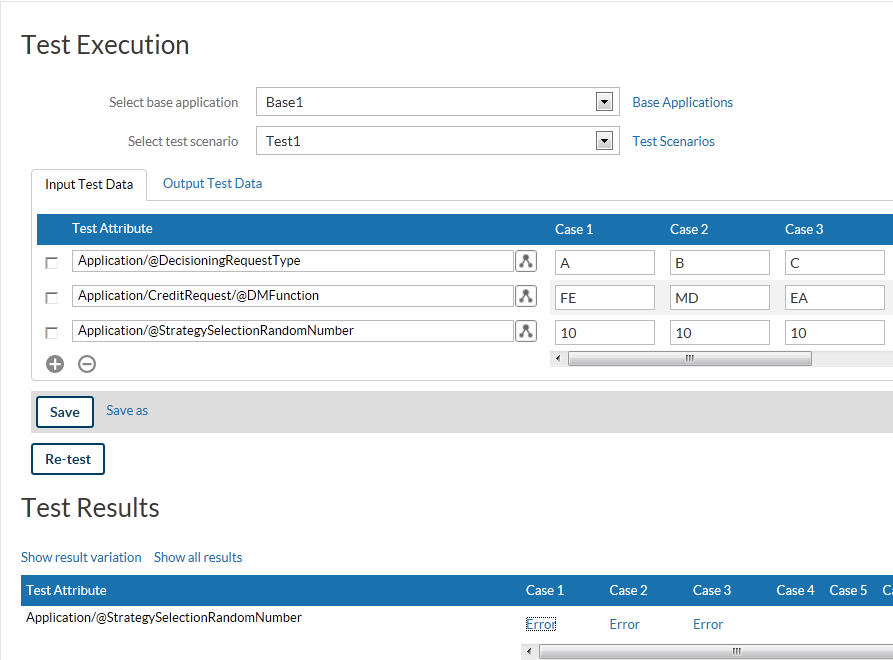 Test Execution
Select base application Base1 Base Applications
Select test scenario Test1 Test Scenarios
Input Test Data Output Test Data
Test Attribute Case 1 Case 2 Case 3
Application/@DecisioningRequestType A B C
Application/CreditRequest/@DMFunction FE MD EA
Application/@StrategySelectionRandomNumber 10 10 10
Save Save as
Re-test
Test Results
Show result variation Show all results
Test Attribute Case 1 Case 2 Case 3 Case 4 Case 5
Application/@StrategySelectionRandomNumber Error Error Error